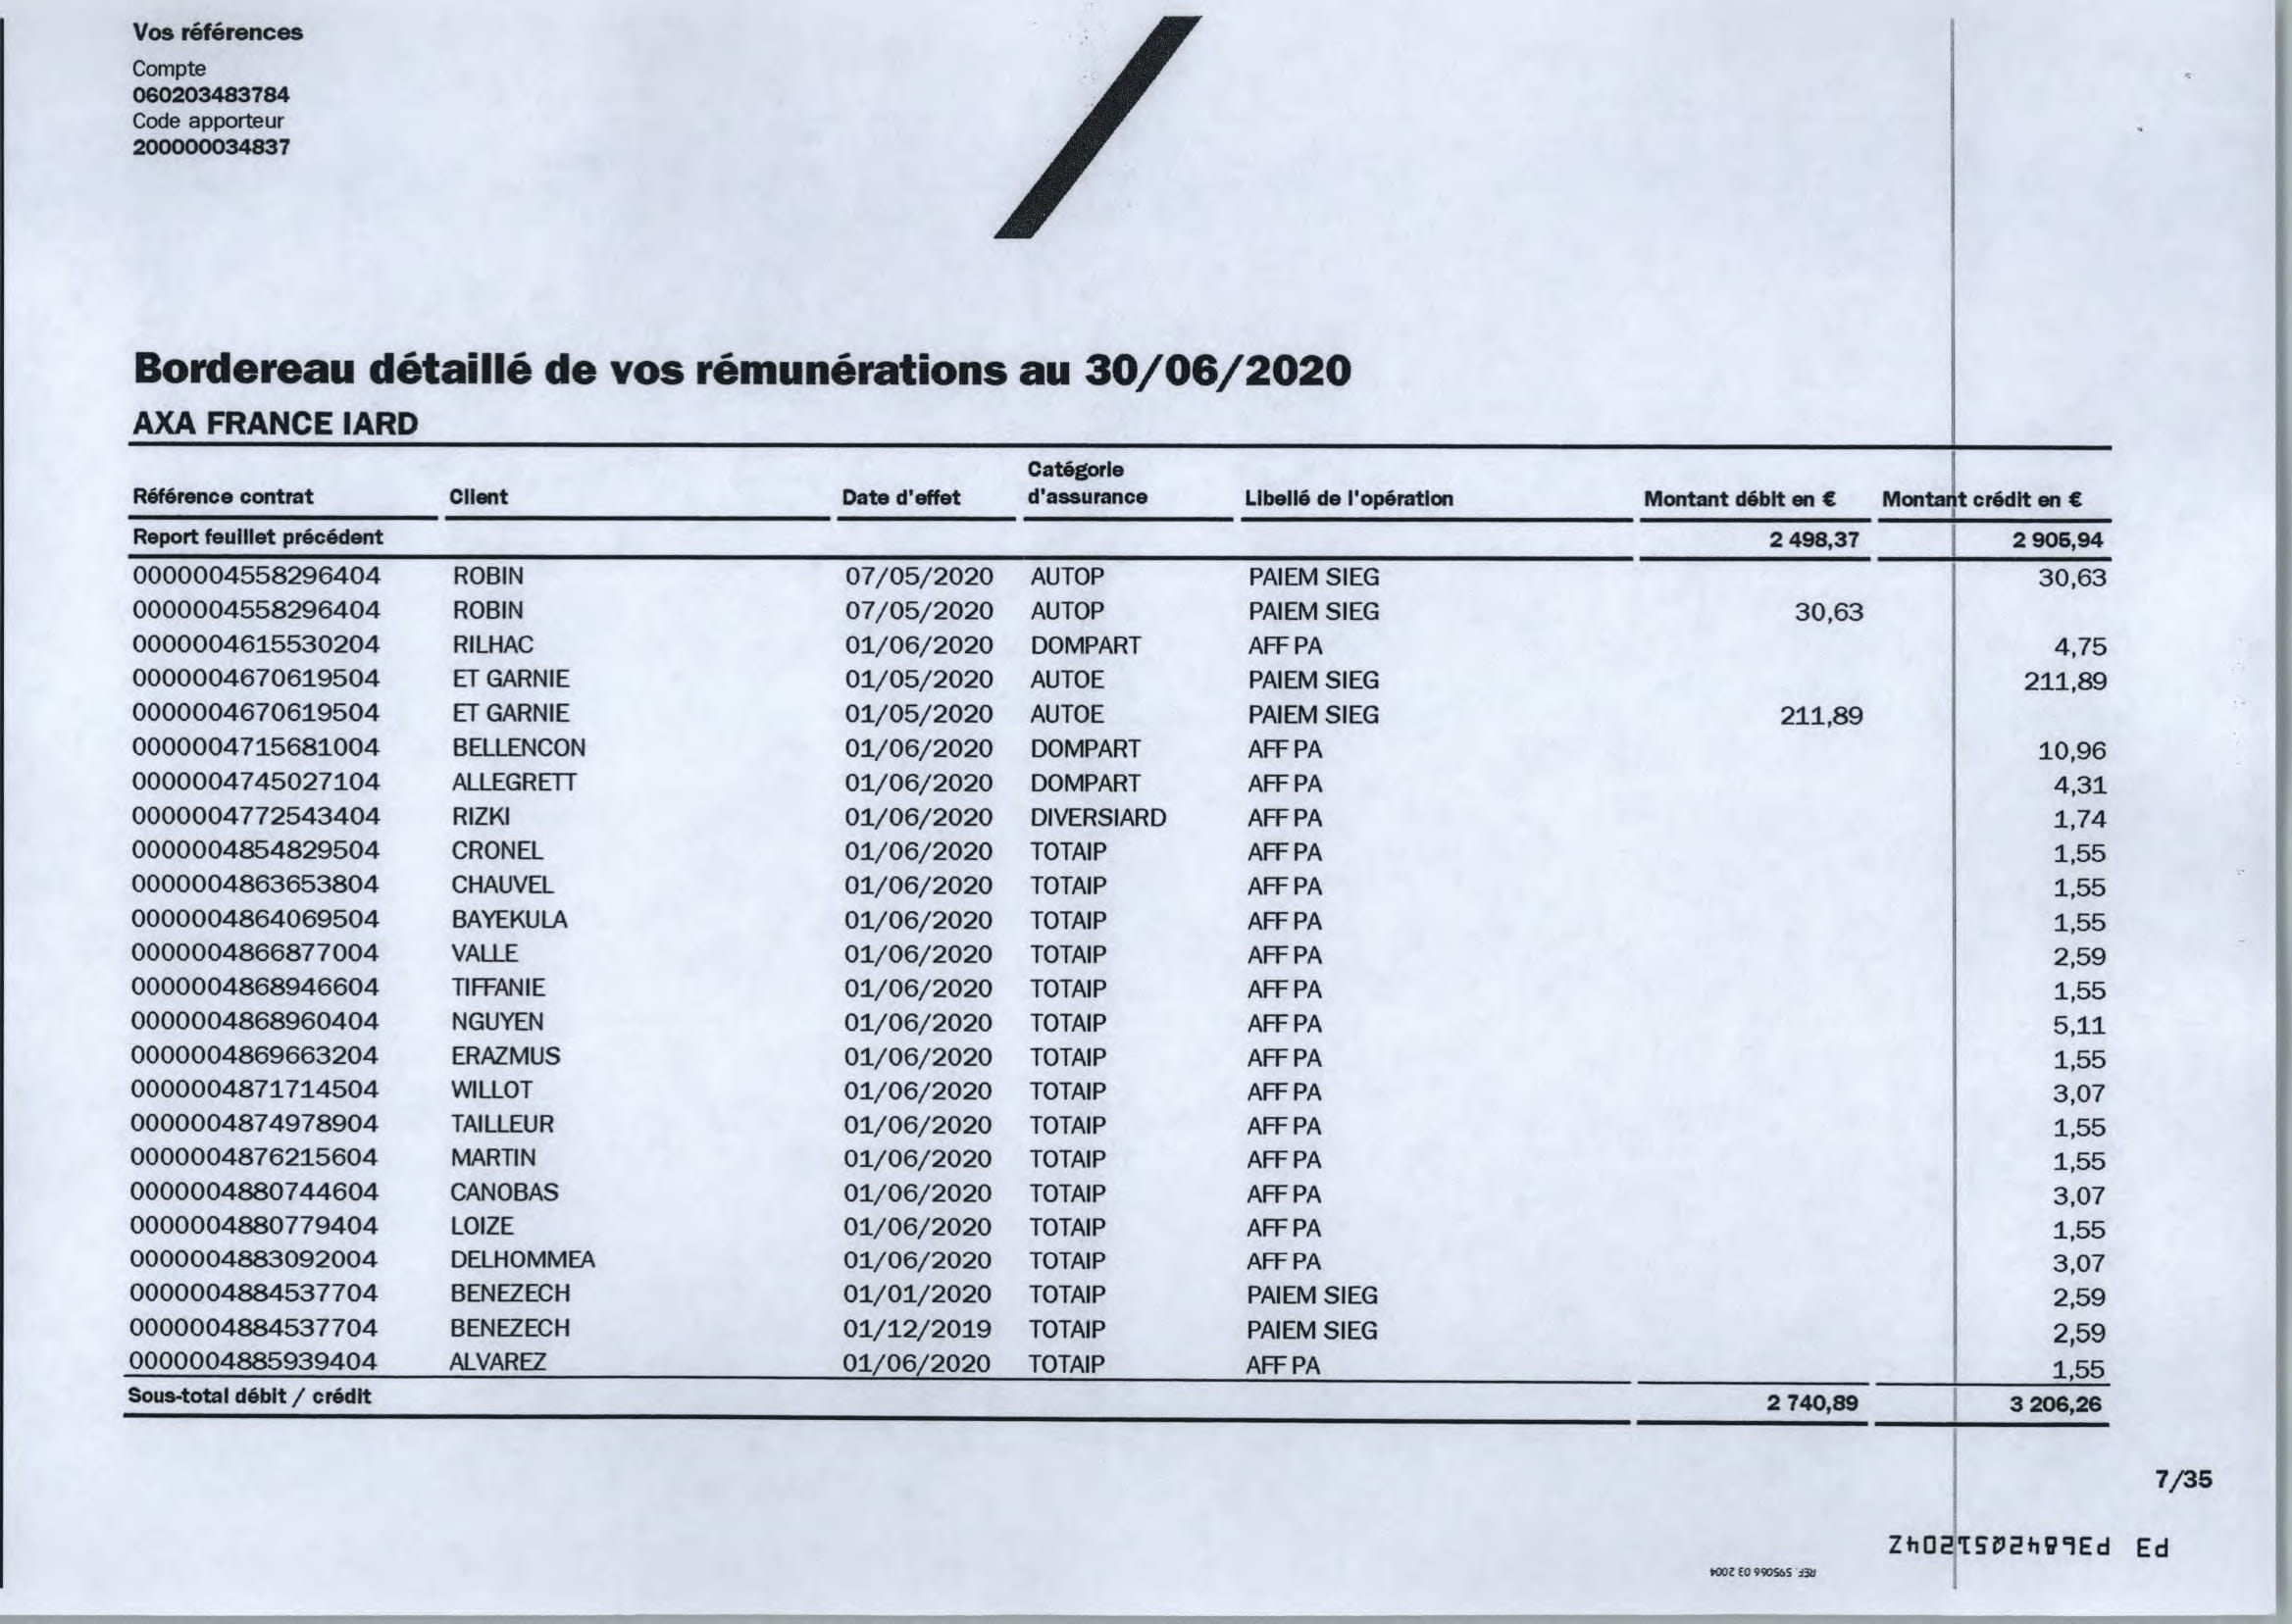 Vos références
Compte
060203483784
Code apporteur
200000034837
Bordereau détaillé de vos rémunérations au 30/06/2020
AXA FRANCE IARD
Référence contrat Client Date d'effet Catégorie d'assurance Libellé de l'opération Montant débit en € Montant crédit en €
Report feuillet précédent 2 498,37 2 905,94
0000004558296404 ROBIN 07/05/2020 AUTOP PAIEM SIEG 30,63
0000004558296404 ROBIN 07/05/2020 AUTOP PAIEM SIEG 30,63
0000004615530204 RILHAC 01/06/2020 DOMPART AFF PA 4,75
0000004670619504 ET GARNIE 01/05/2020 AUTOE PAIEM SIEG 211,89
0000004670619504 ET GARNIE 01/05/2020 AUTOE PAIEM SIEG 211,89
0000004715681004 BELLENCON 01/06/2020 DOMPART AFF PA 10,96
0000004745027104 ALLEGRETT 01/06/2020 DOMPART AFF PA 4,31
0000004772543404 RIZKI 01/06/2020 DIVERSIARD AFF PA 1,74
0000004854829504 CRONEL 01/06/2020 TOTAIP AFF PA 1,55
0000004863653804 CHAUVEL 01/06/2020 TOTAIP AFF PA 1,55
0000004864069504 BAYEKULA 01/06/2020 TOTAIP AFF PA 1,55
0000004866877004 VALLE 01/06/2020 TOTAIP AFF PA 2,59
0000004868946604 TIFFANIE 01/06/2020 TOTAIP AFF PA 1,55
0000004868960404 NGUYEN 01/06/2020 TOTAIP AFF PA 5,11
0000004869663204 ERAZMUS 01/06/2020 TOTAIP AFF PA 1,55
0000004871714504 WILLOT 01/06/2020 TOTAIP AFF PA 3,07
0000004874978904 TAILLEUR 01/06/2020 TOTAIP AFF PA 1,55
0000004876215604 MARTIN 01/06/2020 TOTAIP AFF PA 1,55
0000004880744604 CANOBAS 01/06/2020 TOTAIP AFF PA 3,07
0000004880779404 LOIZE 01/06/2020 TOTAIP AFF PA 1,55
0000004883092004 DELHOMMEA 01/06/2020 TOTAIP AFF PA 3,07
0000004884537704 BENEZECH 01/01/2020 TOTAIP PAIEM SIEG 2,59
0000004884537704 BENEZECH 01/12/2019 TOTAIP PAIEM SIEG 2,59
0000004885939404 ALVAREZ 01/06/2020 TOTAIP AFF PA 1,55
Sous-total débit / crédit 2 740,89 3 206,26
7/35
REF. 595066 03 2004